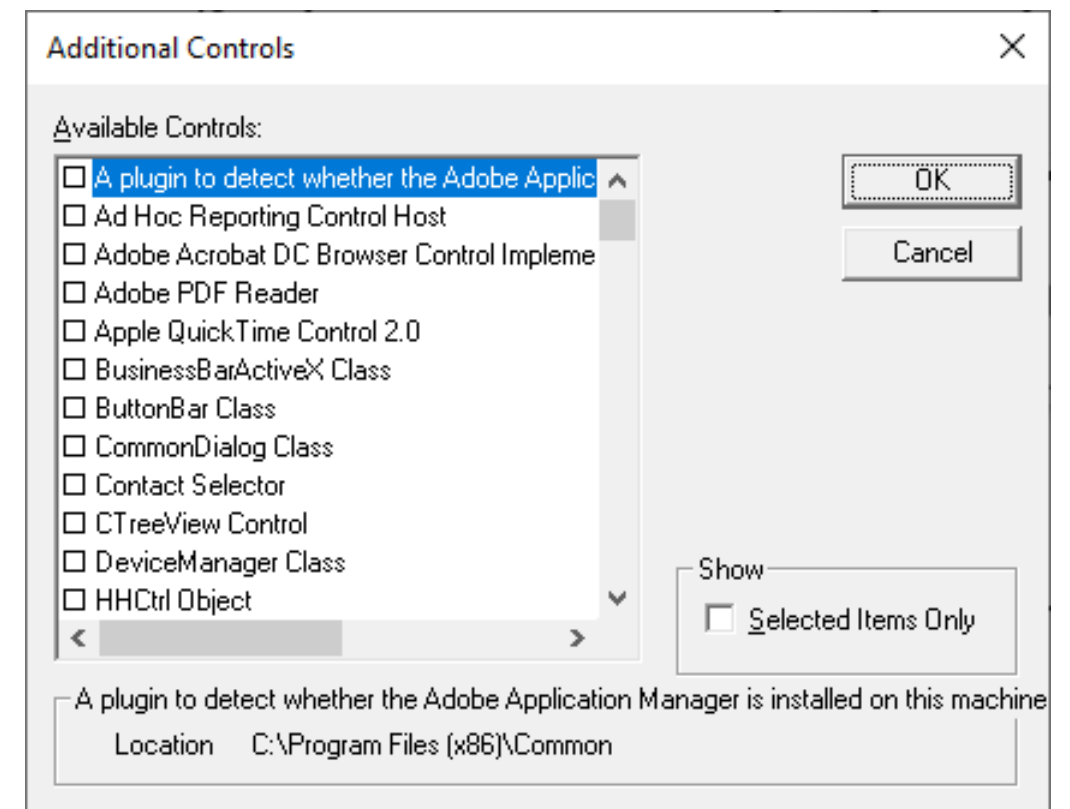 Additional Controls
Available Controls:
A plugin to detect whether the Adobe Applic
Ad Hoc Reporting Control Host
Adobe Acrobat DC Browser Control Impleme
Adobe PDF Reader
Apple QuickTime Control 2.0
BusinessBarActiveX Class
ButtonBar Class
CommonDialog Class
Contact Selector
CTreeView Control
DeviceManager Class
HHCtrl Object
OK
Cancel
Show
Selected Items Only
A plugin to detect whether the Adobe Application Manager is installed on this machine
Location C:\Program Files (x86)\Common